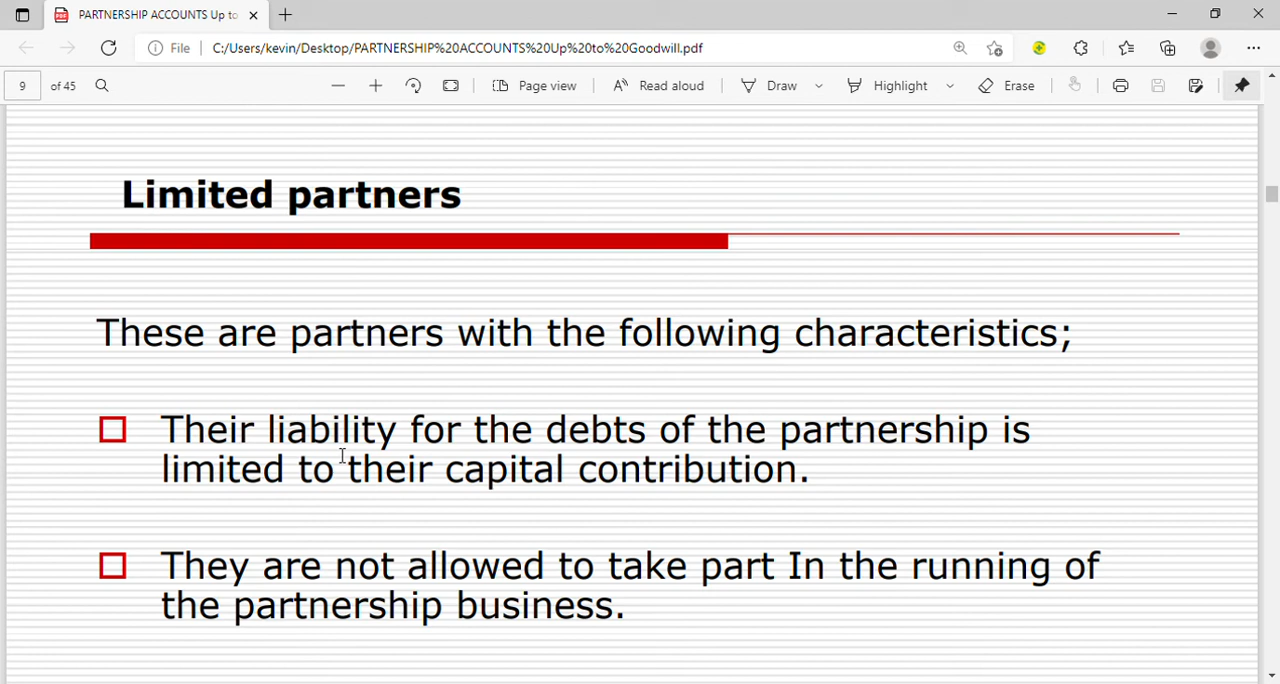 PARTNERSHIP ACCOUNTS Up to
File C:/Users/kevin/Desktop/PARTNERSHIP%20ACCOUNTS%20Up%20to%20Goodwill.pdf
9 of 45 Page view Read aloud Draw Highlight Erase
Limited partners
These are partners with the following characteristics;
Their liability for the debts of the partnership is
limited to their capital contribution.
They are not allowed to take part In the running of
the partnership business.